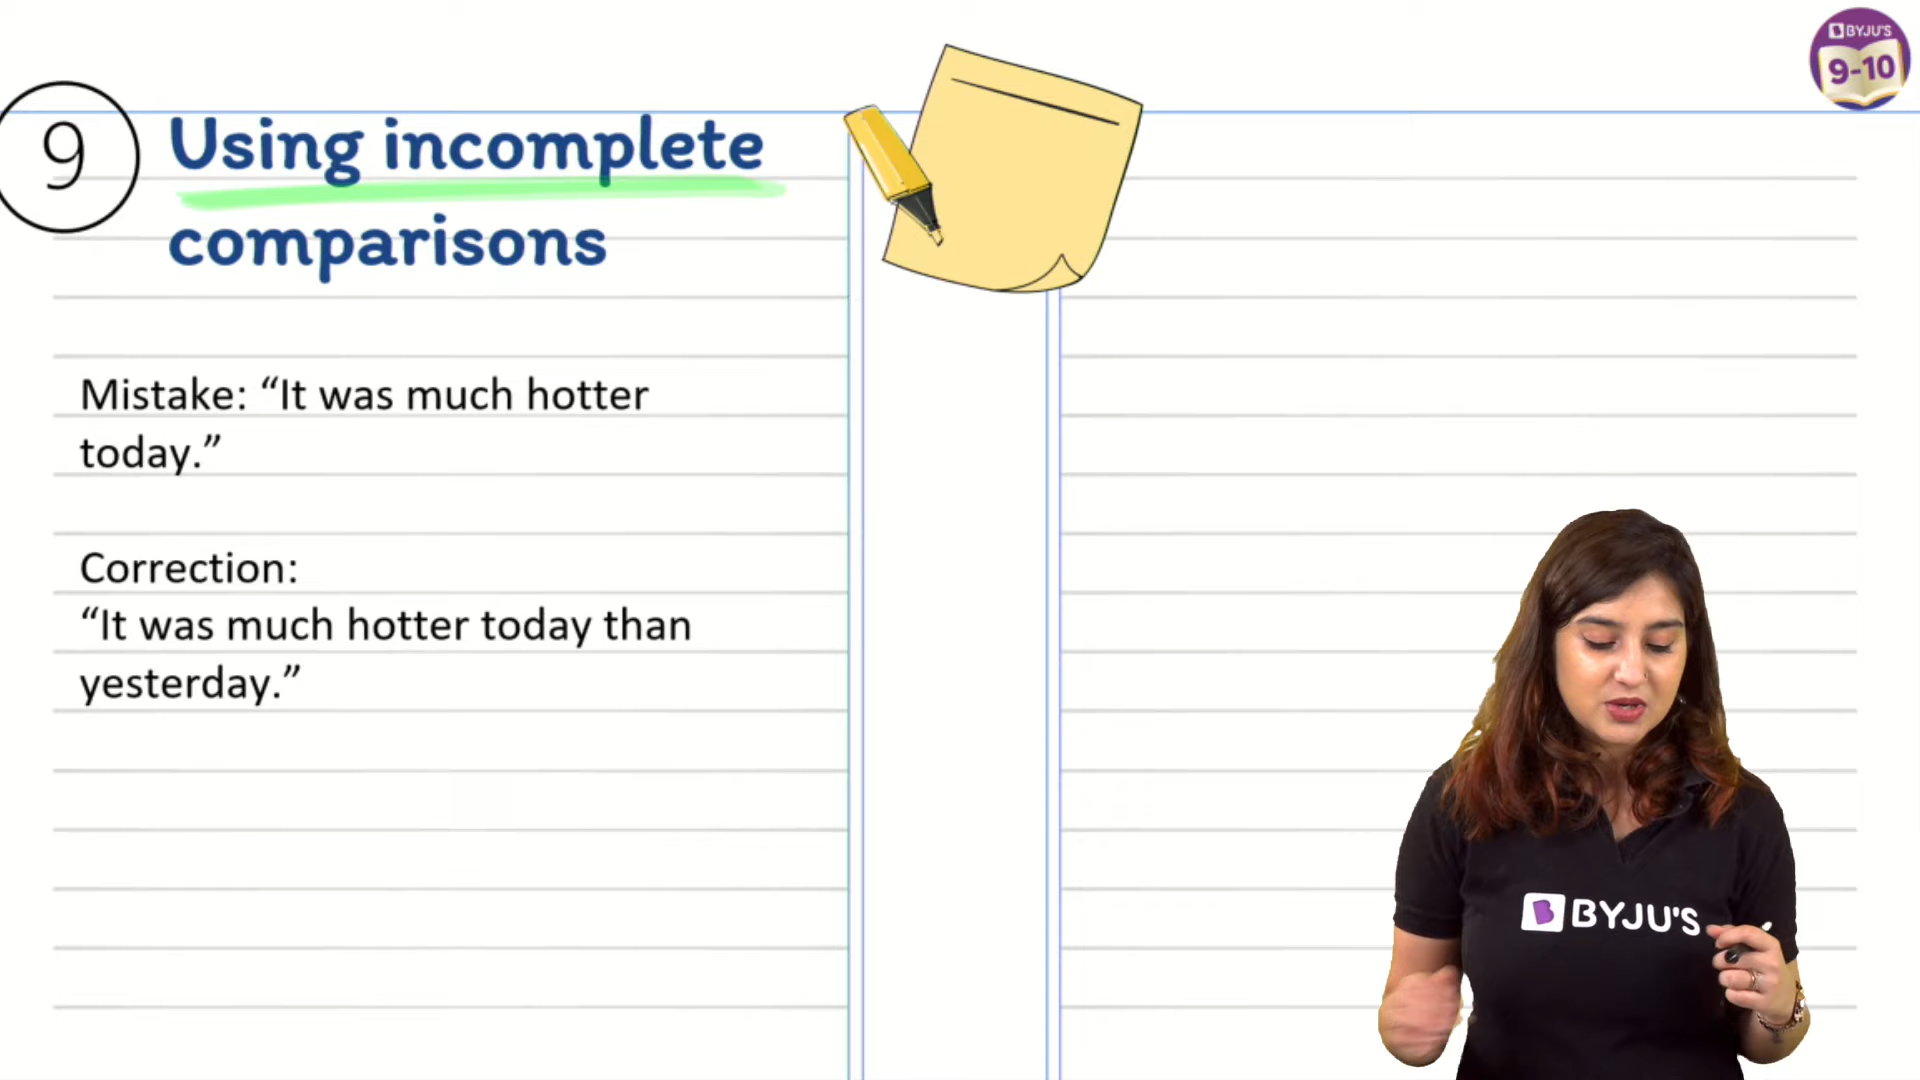 BYJU'S
9-10
9
Using incomplete
comparisons
Mistake: “It was much hotter
today.”
Correction:
“It was much hotter today than
yesterday.”
BYJU'S